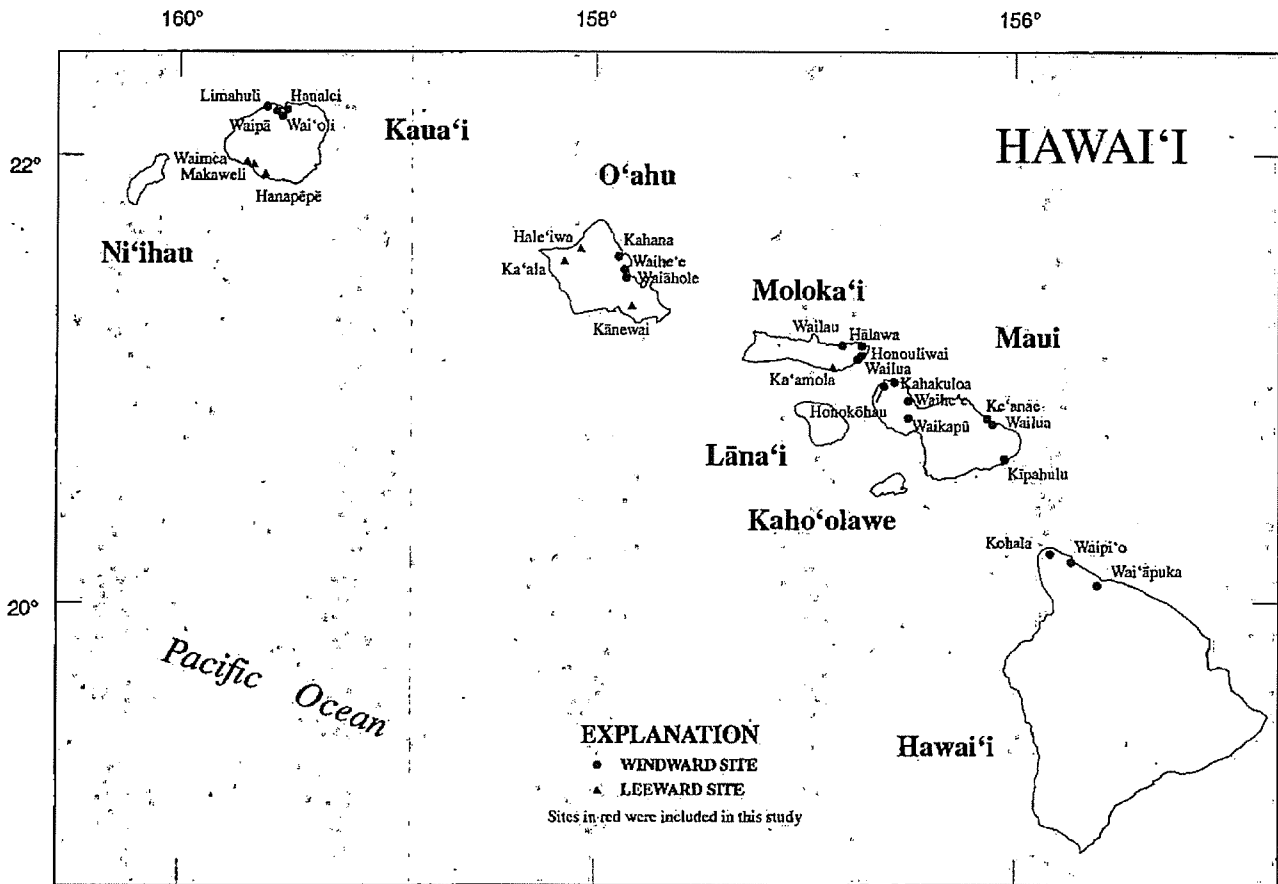 160°
158°
156°
Limahuli
Hanalei
Waipā
Wai‘oli
Kaua‘i
HAWAI‘I
22°
Waimea
Makaweli
Hanapēpē
O‘ahu
Ni‘ihau
Hale‘iwa
Kahana
Ka‘ala
Waihe‘e
Waiāhole
Kānewai
Moloka‘i
Maui
Wailau
Hālawa
Honouliwai
Wailua
Ka‘amola
Kahakuloa
Honokōhau
Waihe‘e
Ke‘anae
Wailua
Waikapū
Lāna‘i
Kīpahulu
Kaho‘olawe
Kohala
Waipi‘o
Wai‘āpuka
20°
Pacific Ocean
EXPLANATION
WINDWARD SITE
LEEWARD SITE
Sites in red were included in this study
Hawai‘i